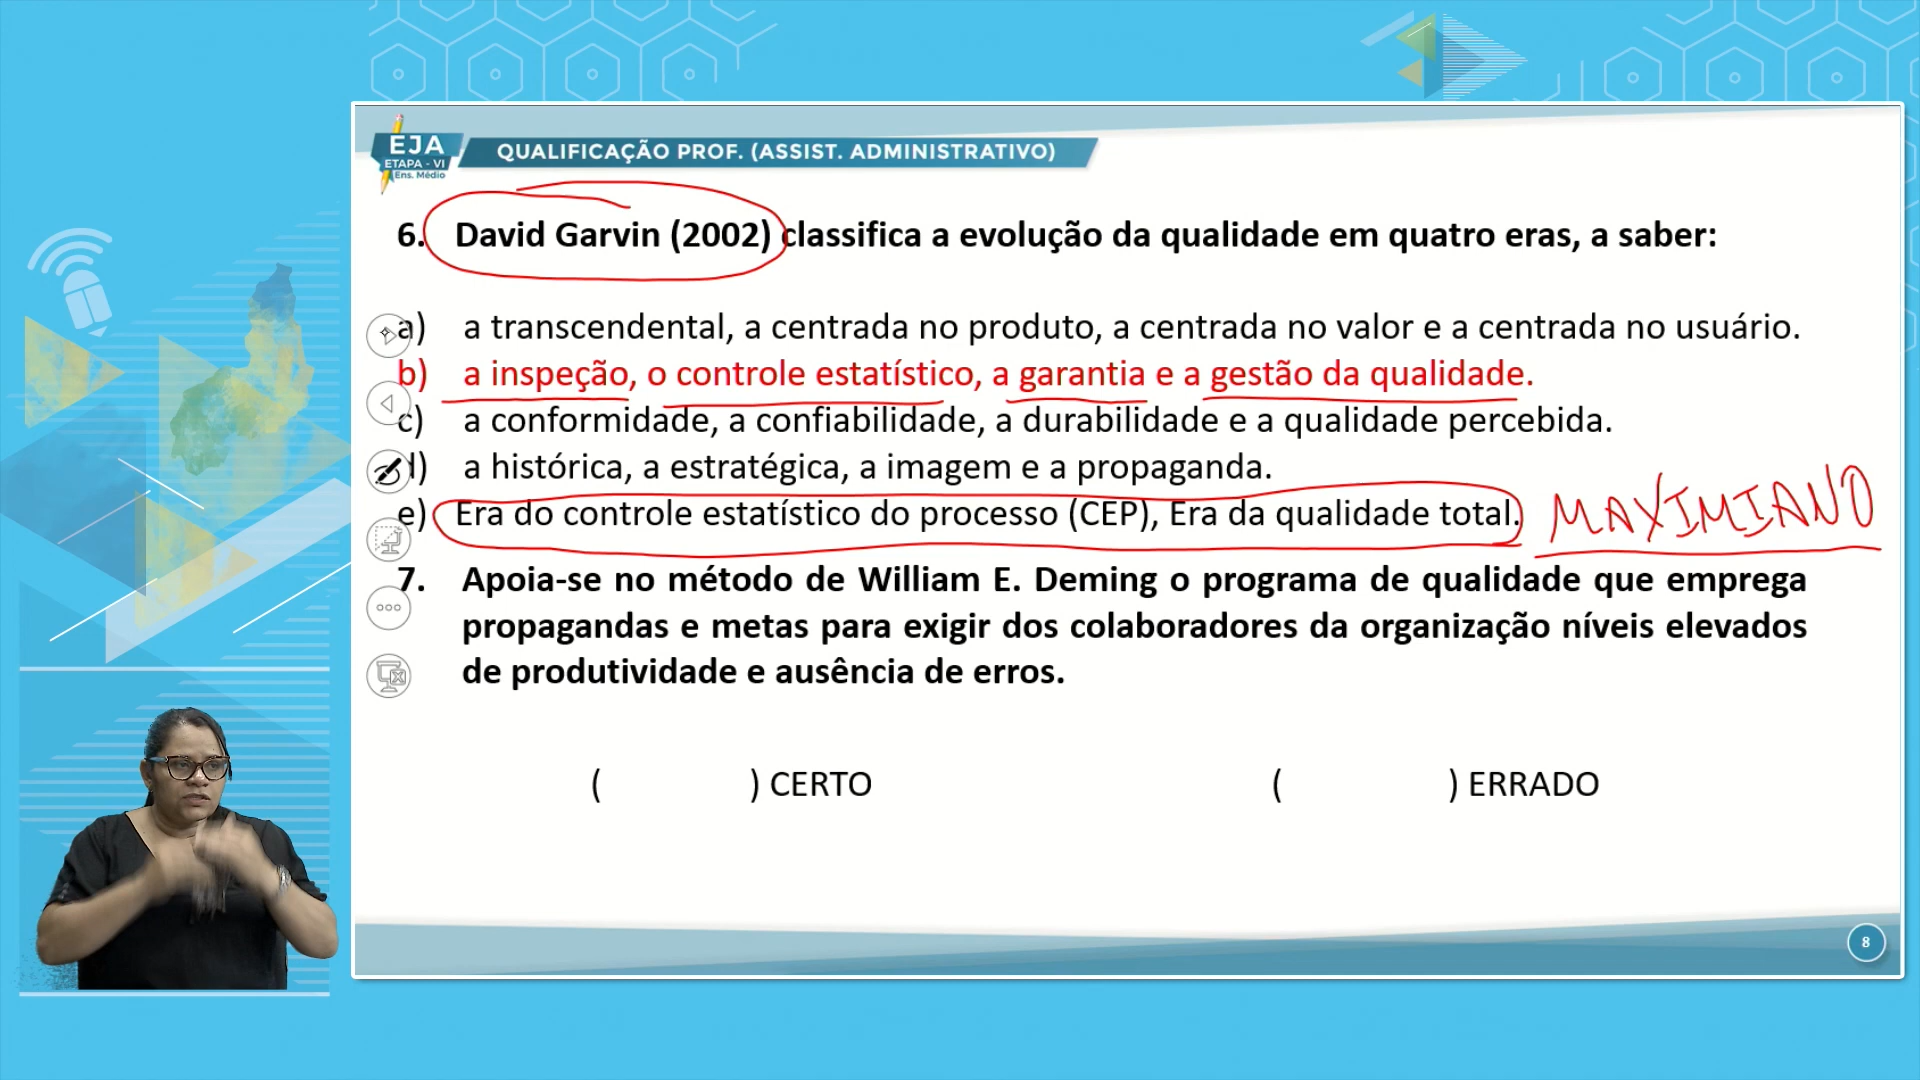 EJA
ETAPA - VI
Ens. Médio
QUALIFICAÇÃO PROF. (ASSIST. ADMINISTRATIVO)
6. David Garvin (2002) classifica a evolução da qualidade em quatro eras, a saber:
a) a transcendental, a centrada no produto, a centrada no valor e a centrada no usuário.
b) a inspeção, o controle estatístico, a garantia e a gestão da qualidade.
c) a conformidade, a confiabilidade, a durabilidade e a qualidade percebida.
d) a histórica, a estratégica, a imagem e a propaganda.
e) Era do controle estatístico do processo (CEP), Era da qualidade total. MAXIMIANO
7. Apoia-se no método de William E. Deming o programa de qualidade que emprega
propagandas e metas para exigir dos colaboradores da organização níveis elevados
de produtividade e ausência de erros.
( ) CERTO ( ) ERRADO
8